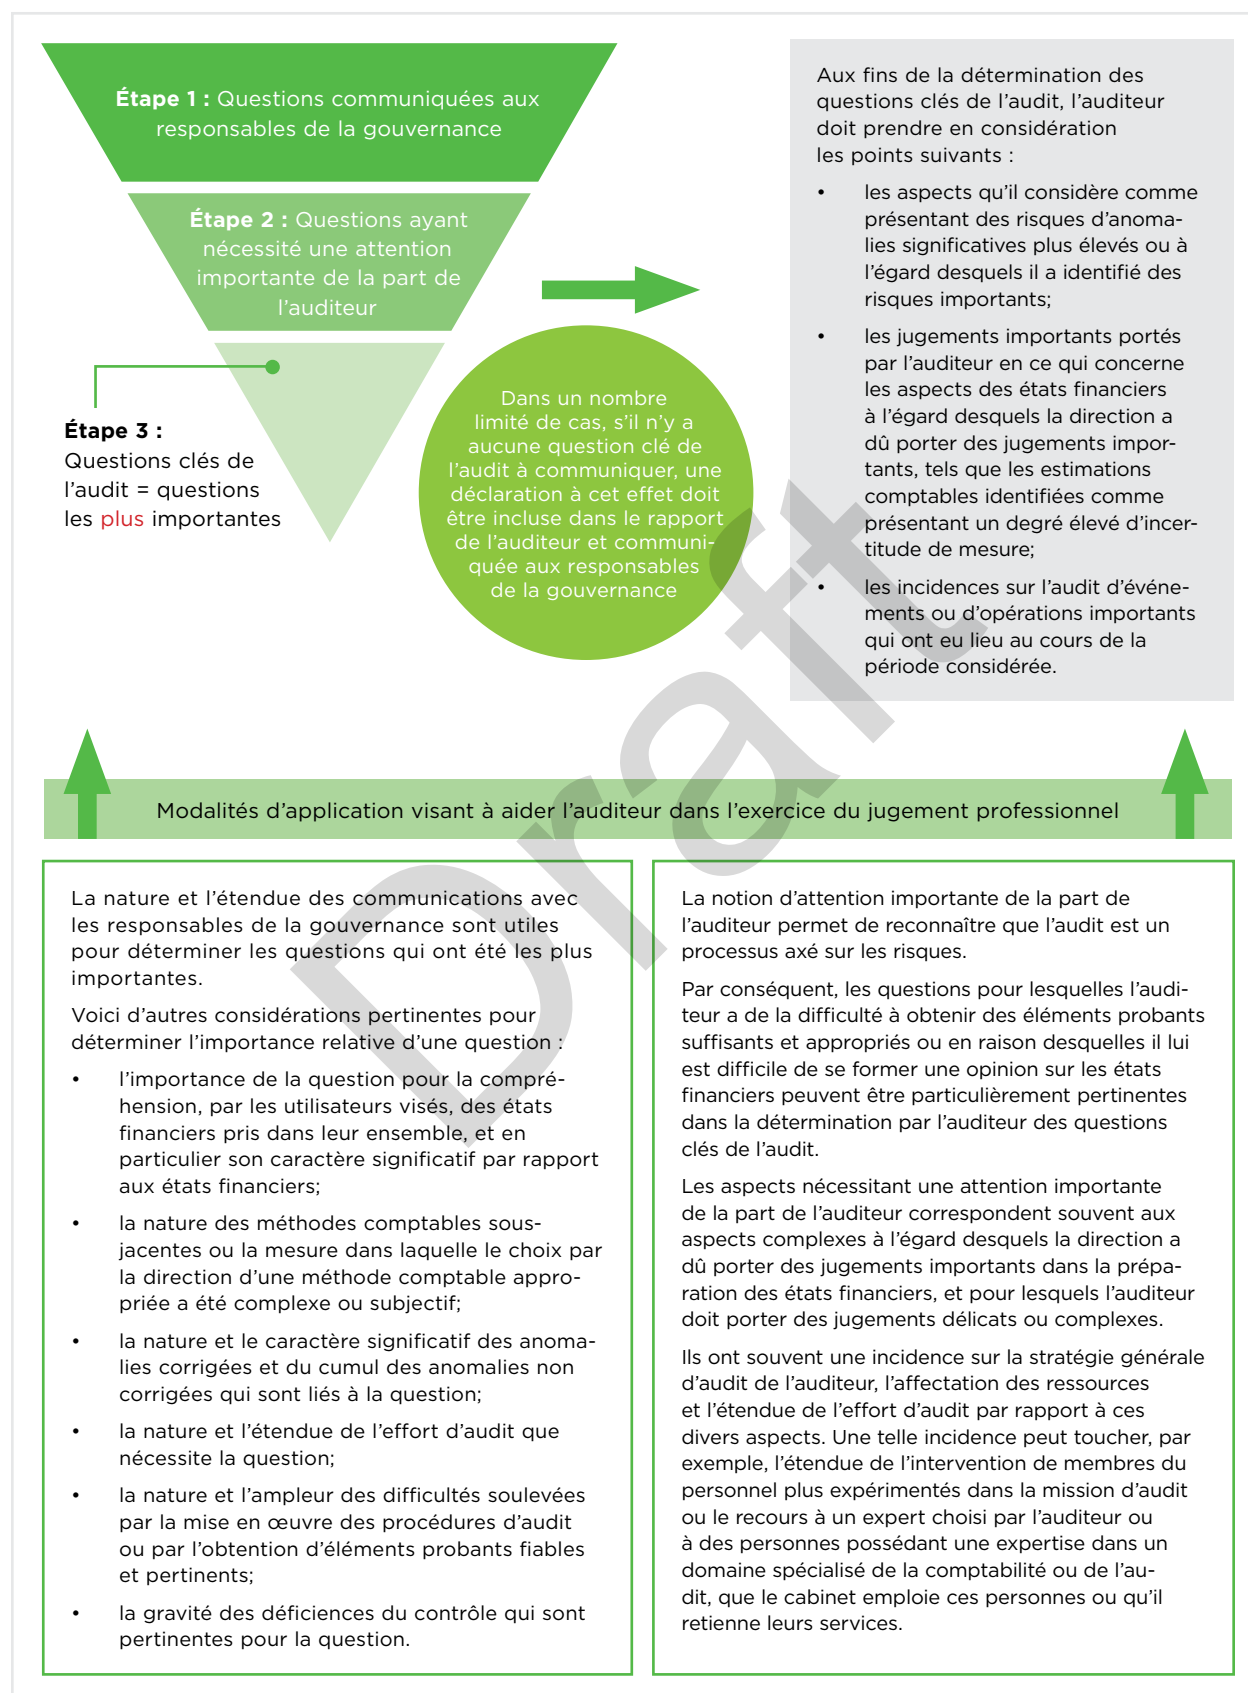 Étape 1 : Questions communiquées aux
responsables de la gouvernance
Étape 2 : Questions ayant
nécessité une attention
importante de la part de
l’auditeur
Étape 3 :
Questions clés de
l’audit = questions
les plus importantes
Dans un nombre
limité de cas, s’il n’y a
aucune question clé de
l’audit à communiquer, une
déclaration à cet effet doit
être incluse dans le rapport
de l’auditeur et communi-
quée aux responsables
de la gouvernance
Aux fins de la détermination des
questions clés de l’audit, l’auditeur
doit prendre en considération
les points suivants :
• les aspects qu’il considère comme
présentant des risques d’anoma-
lies significatives plus élevés ou à
l’égard desquels il a identifié des
risques importants;
• les jugements importants portés
par l’auditeur en ce qui concerne
les aspects des états financiers
à l’égard desquels la direction a
dû porter des jugements impor-
tants, tels que les estimations
comptables identifiées comme
présentant un degré élevé d’incer-
titude de mesure;
• les incidences sur l’audit d’événe-
ments ou d’opérations importants
qui ont eu lieu au cours de la
période considérée.
Modalités d’application visant à aider l’auditeur dans l’exercice du jugement professionnel
La nature et l’étendue des communications avec
les responsables de la gouvernance sont utiles
pour déterminer les questions qui ont été les plus
importantes.
Voici d’autres considérations pertinentes pour
déterminer l’importance relative d’une question :
• l’importance de la question pour la compré-
hension, par les utilisateurs visés, des états
financiers pris dans leur ensemble, et en
particulier son caractère significatif par rapport
aux états financiers;
• la nature des méthodes comptables sous-
jacentes ou la mesure dans laquelle le choix par
la direction d’une méthode comptable appro-
priée a été complexe ou subjectif;
• la nature et le caractère significatif des anoma-
lies corrigées et du cumul des anomalies non
corrigées qui sont liés à la question;
• la nature et l’étendue de l’effort d’audit que
nécessite la question;
• la nature et l’ampleur des difficultés soulevées
par la mise en œuvre des procédures d’audit
ou par l’obtention d’éléments probants fiables
et pertinents;
• la gravité des déficiences du contrôle qui sont
pertinentes pour la question.
La notion d’attention importante de la part de
l’auditeur permet de reconnaître que l’audit est un
processus axé sur les risques.
Par conséquent, les questions pour lesquelles l’audi-
teur a de la difficulté à obtenir des éléments probants
suffisants et appropriés ou en raison desquelles il lui
est difficile de se former une opinion sur les états
financiers peuvent être particulièrement pertinentes
dans la détermination par l’auditeur des questions
clés de l’audit.
Les aspects nécessitant une attention importante
de la part de l’auditeur correspondent souvent aux
aspects complexes à l’égard desquels la direction a
dû porter des jugements importants dans la prépa-
ration des états financiers, et pour lesquels l’auditeur
doit porter des jugements délicats ou complexes.
Ils ont souvent une incidence sur la stratégie générale
d’audit de l’auditeur, l’affectation des ressources
et l’étendue de l’effort d’audit par rapport à ces
divers aspects. Une telle incidence peut toucher, par
exemple, l’étendue de l’intervention de membres du
personnel plus expérimentés dans la mission d’audit
ou le recours à un expert choisi par l’auditeur ou
à des personnes possédant une expertise dans un
domaine spécialisé de la comptabilité ou de l’au-
dit, que le cabinet emploie ces personnes ou qu’il
retienne leurs services.
Draft